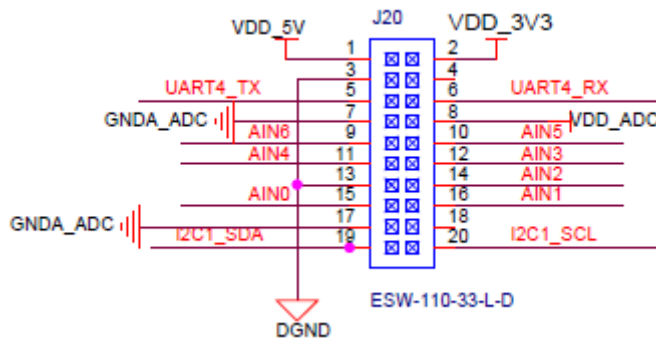 J20
VDD_5V 1 2 VDD_3V3
3 4
UART4_TX 5 6 UART4_RX
GNDA_ADC 7 8 VDD_ADC
AIN6 9 10 AIN5
AIN4 11 12 AIN3
13 14 AIN2
AIN0 15 16 AIN1
GNDA_ADC 17 18
I2C1_SDA 19 20 I2C1_SCL
ESW-110-33-L-D
DGND